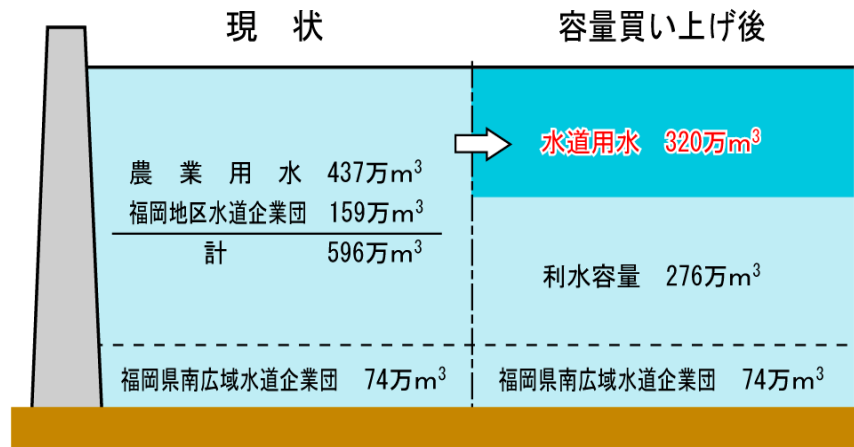 現　状
容量買い上げ後
農　業　用　水　437万m³
福岡地区水道企業団　159万m³
計　596万m³
水道用水　320万m³
利水容量　276万m³
福岡県南広域水道企業団　74万m³
福岡県南広域水道企業団　74万m³